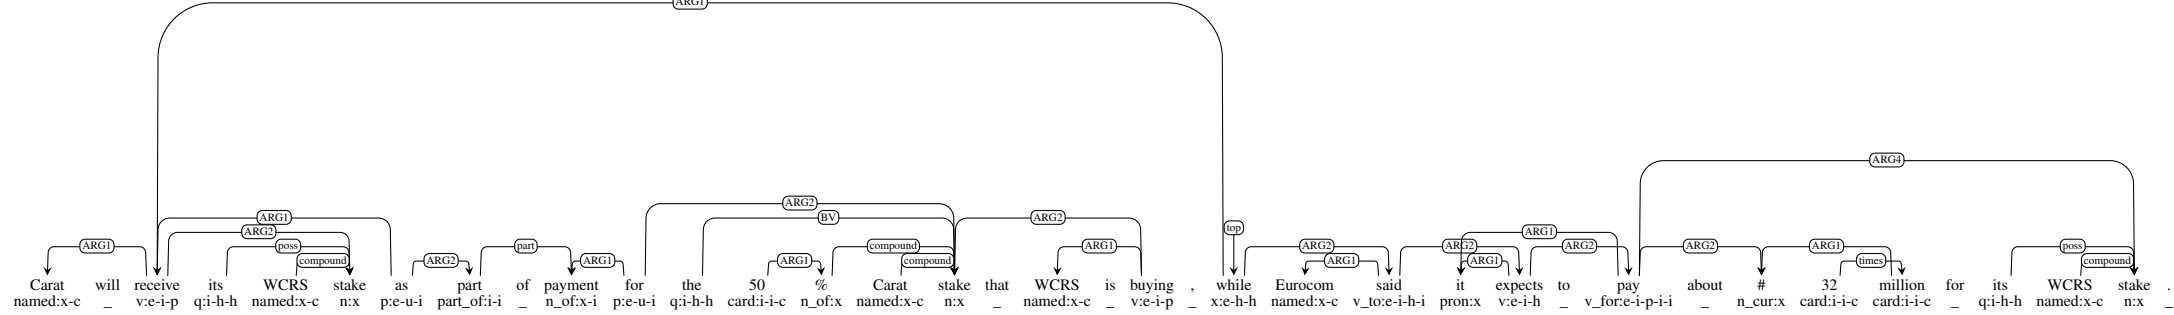 ARG1
ARG4
ARG2
ARG1 BV ARG2 top ARG1
ARG2 poss compound ARG1 ARG2 ARG2 ARG2 ARG2 ARG1 poss
ARG1 compound ARG2 part ARG1 ARG1 compound ARG1 ARG1 times compound
Carat will receive its WCRS stake as part of payment for the 50 % Carat stake that WCRS is buying , while Eurocom said it expects to pay about # 32 million for its WCRS stake .
named:x-c _ v:e-i-p q:i-h-h named:x-c n:x p:e-u-i part_of:i-i _ n_of:x-i p:e-u-i q:i-h-h card:i-i-c n_of:x named:x-c n:x _ named:x-c _ v:e-i-p _ x:e-h-h named:x-c v_to:e-i-h-i pron:x v:e-i-h _ v_for:e-i-p-i-i _ n_cur:x card:i-i-c card:i-i-c _ q:i-h-h named:x-c n:x _